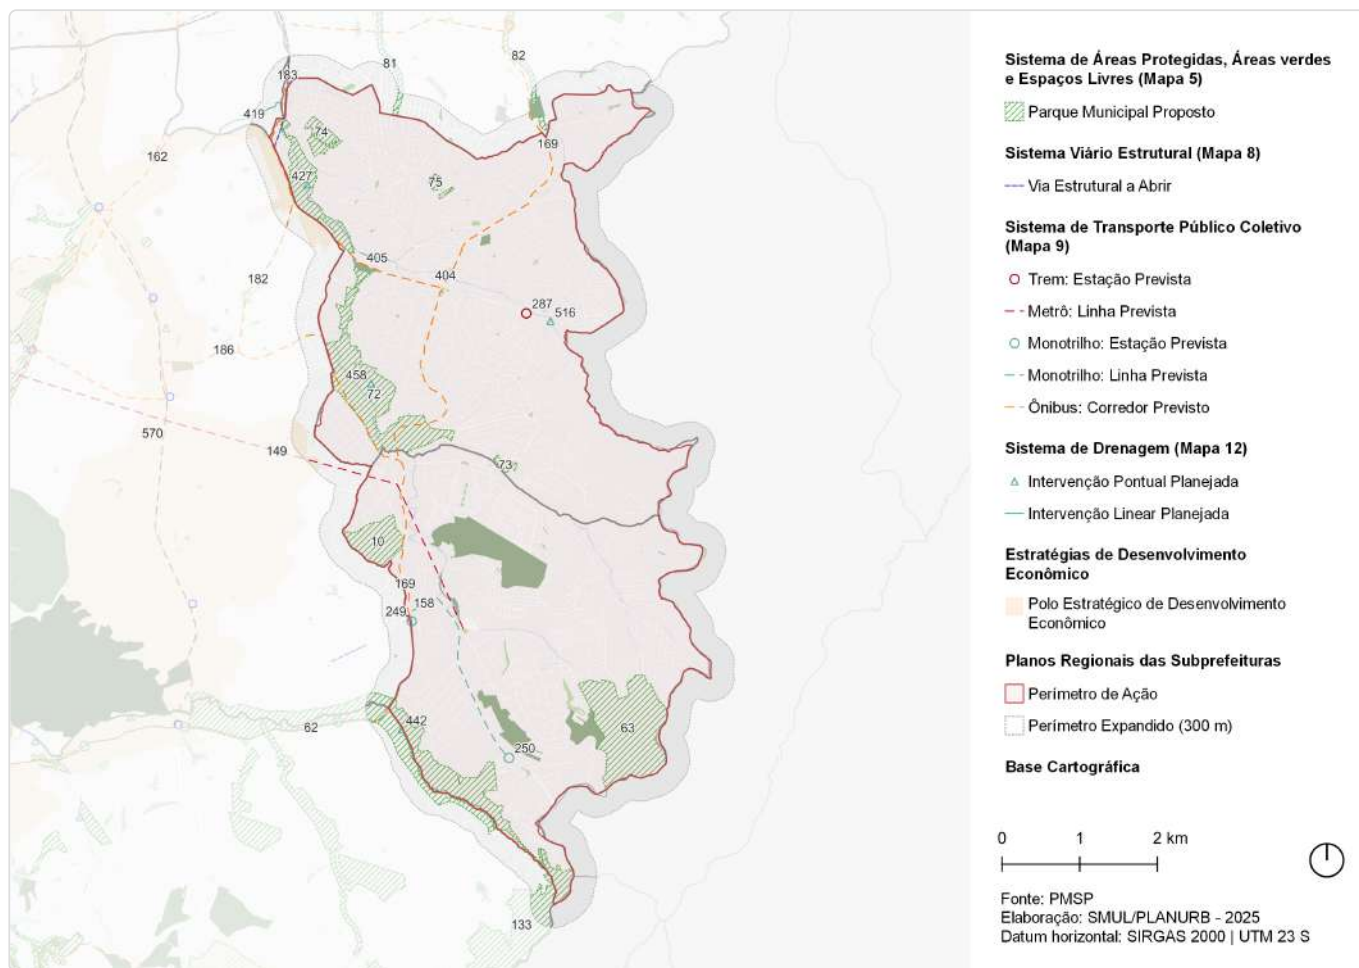 82
81
183
419
74
169
162
427
75
405
404
182
287
516
186
458
72
570
149
73
10
169
158
249
442
62
63
250
133
Sistema de Áreas Protegidas, Áreas verdes
e Espaços Livres (Mapa 5)
Parque Municipal Proposto
Sistema Viário Estrutural (Mapa 8)
Via Estrutural a Abrir
Sistema de Transporte Público Coletivo
(Mapa 9)
Trem: Estação Prevista
Metrô: Linha Prevista
Monotrilho: Estação Prevista
Monotrilho: Linha Prevista
Ônibus: Corredor Previsto
Sistema de Drenagem (Mapa 12)
Intervenção Pontual Planejada
Intervenção Linear Planejada
Estratégias de Desenvolvimento
Econômico
Polo Estratégico de Desenvolvimento
Econômico
Planos Regionais das Subprefeituras
Perímetro de Ação
Perímetro Expandido (300 m)
Base Cartográfica
0 1 2 km
Fonte: PMSP
Elaboração: SMUL/PLANURB - 2025
Datum horizontal: SIRGAS 2000 | UTM 23 S